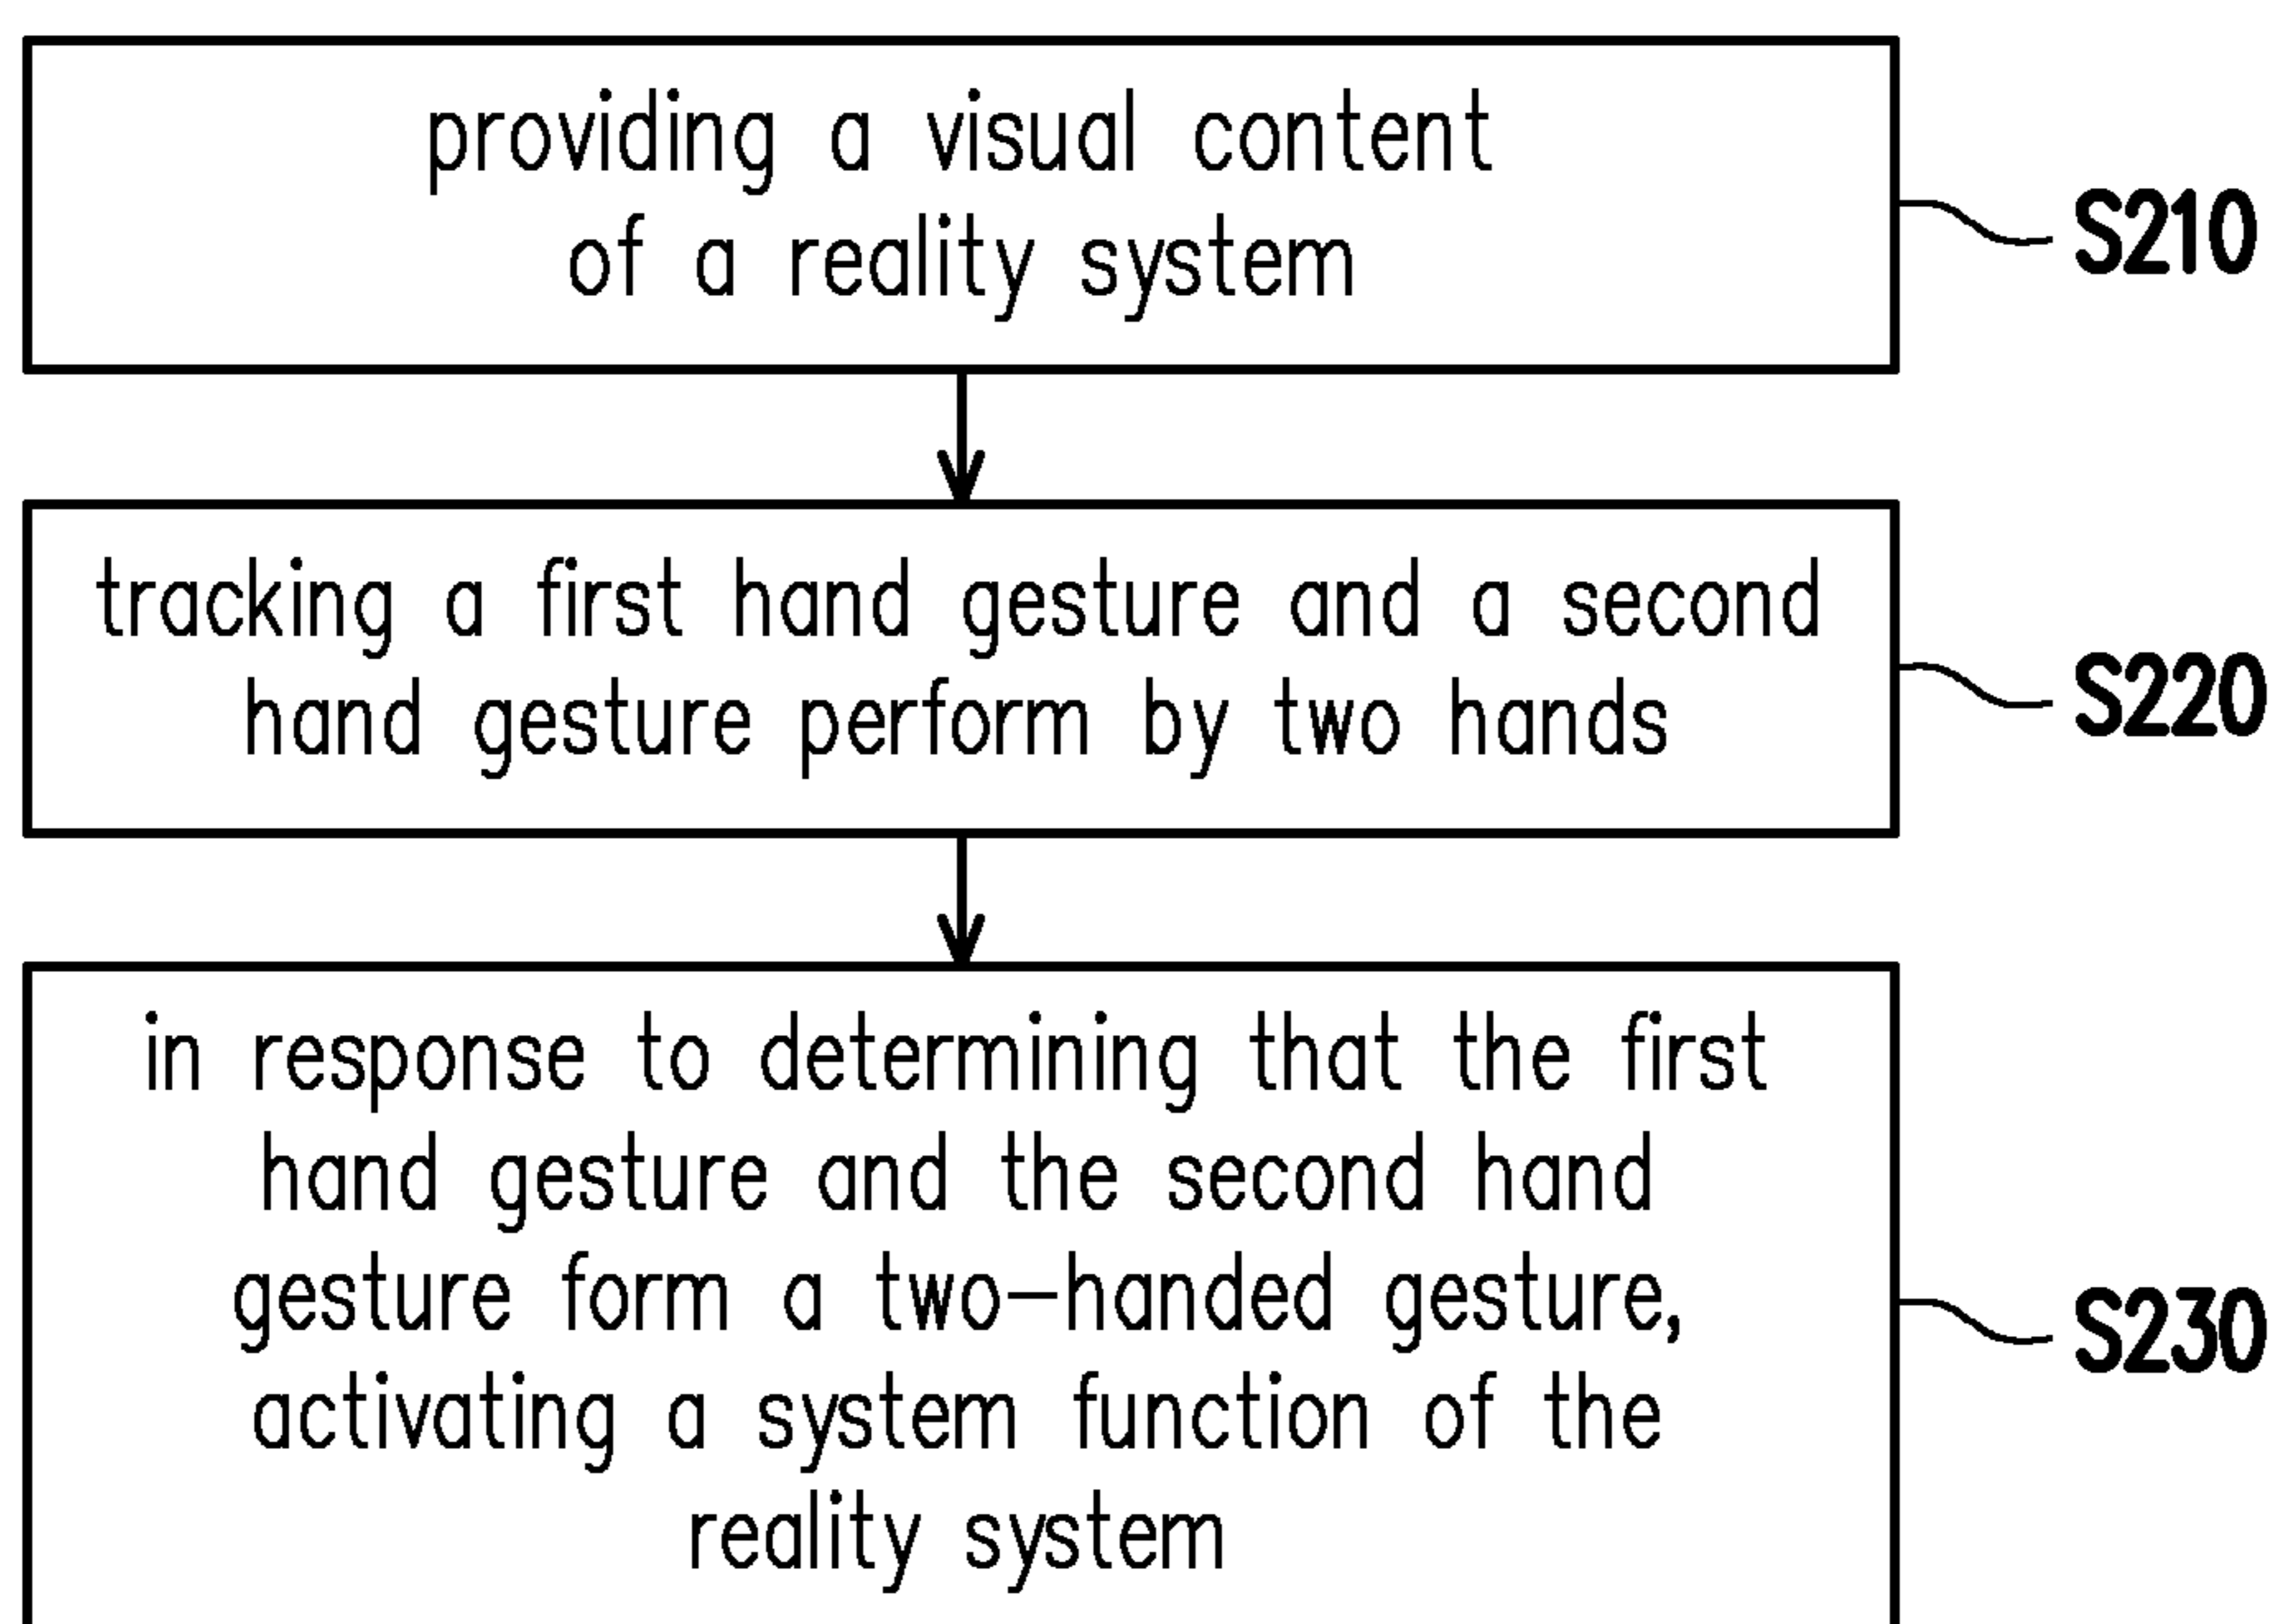 providing a visual content
of a reality system
S210
tracking a first hand gesture and a second
hand gesture perform by two hands
S220
in response to determining that the first
hand gesture and the second hand
gesture form a two-handed gesture,
activating a system function of the
reality system
S230